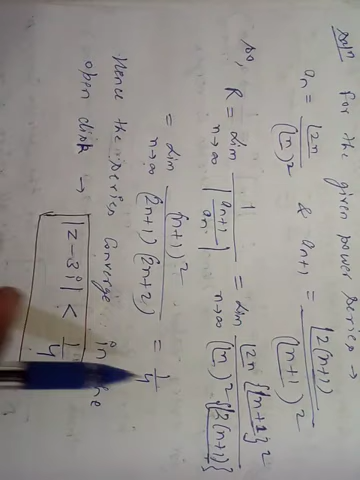 Soln For the given power series →
an = ⌊2n / (⌊n)² & an+1 = ⌊2(n+1) / (⌊n+1)²
So, R = lim n→∞ 1 / |an+1 / an| = lim n→∞ ⌊2n {⌊n+1}² / (⌊n)² {⌊2(n+1)}
= lim n→∞ (n+1)² / (2n+1)(2n+2) = 1/4
Hence the series converge in the
open disk → |z-3i| < 1/4